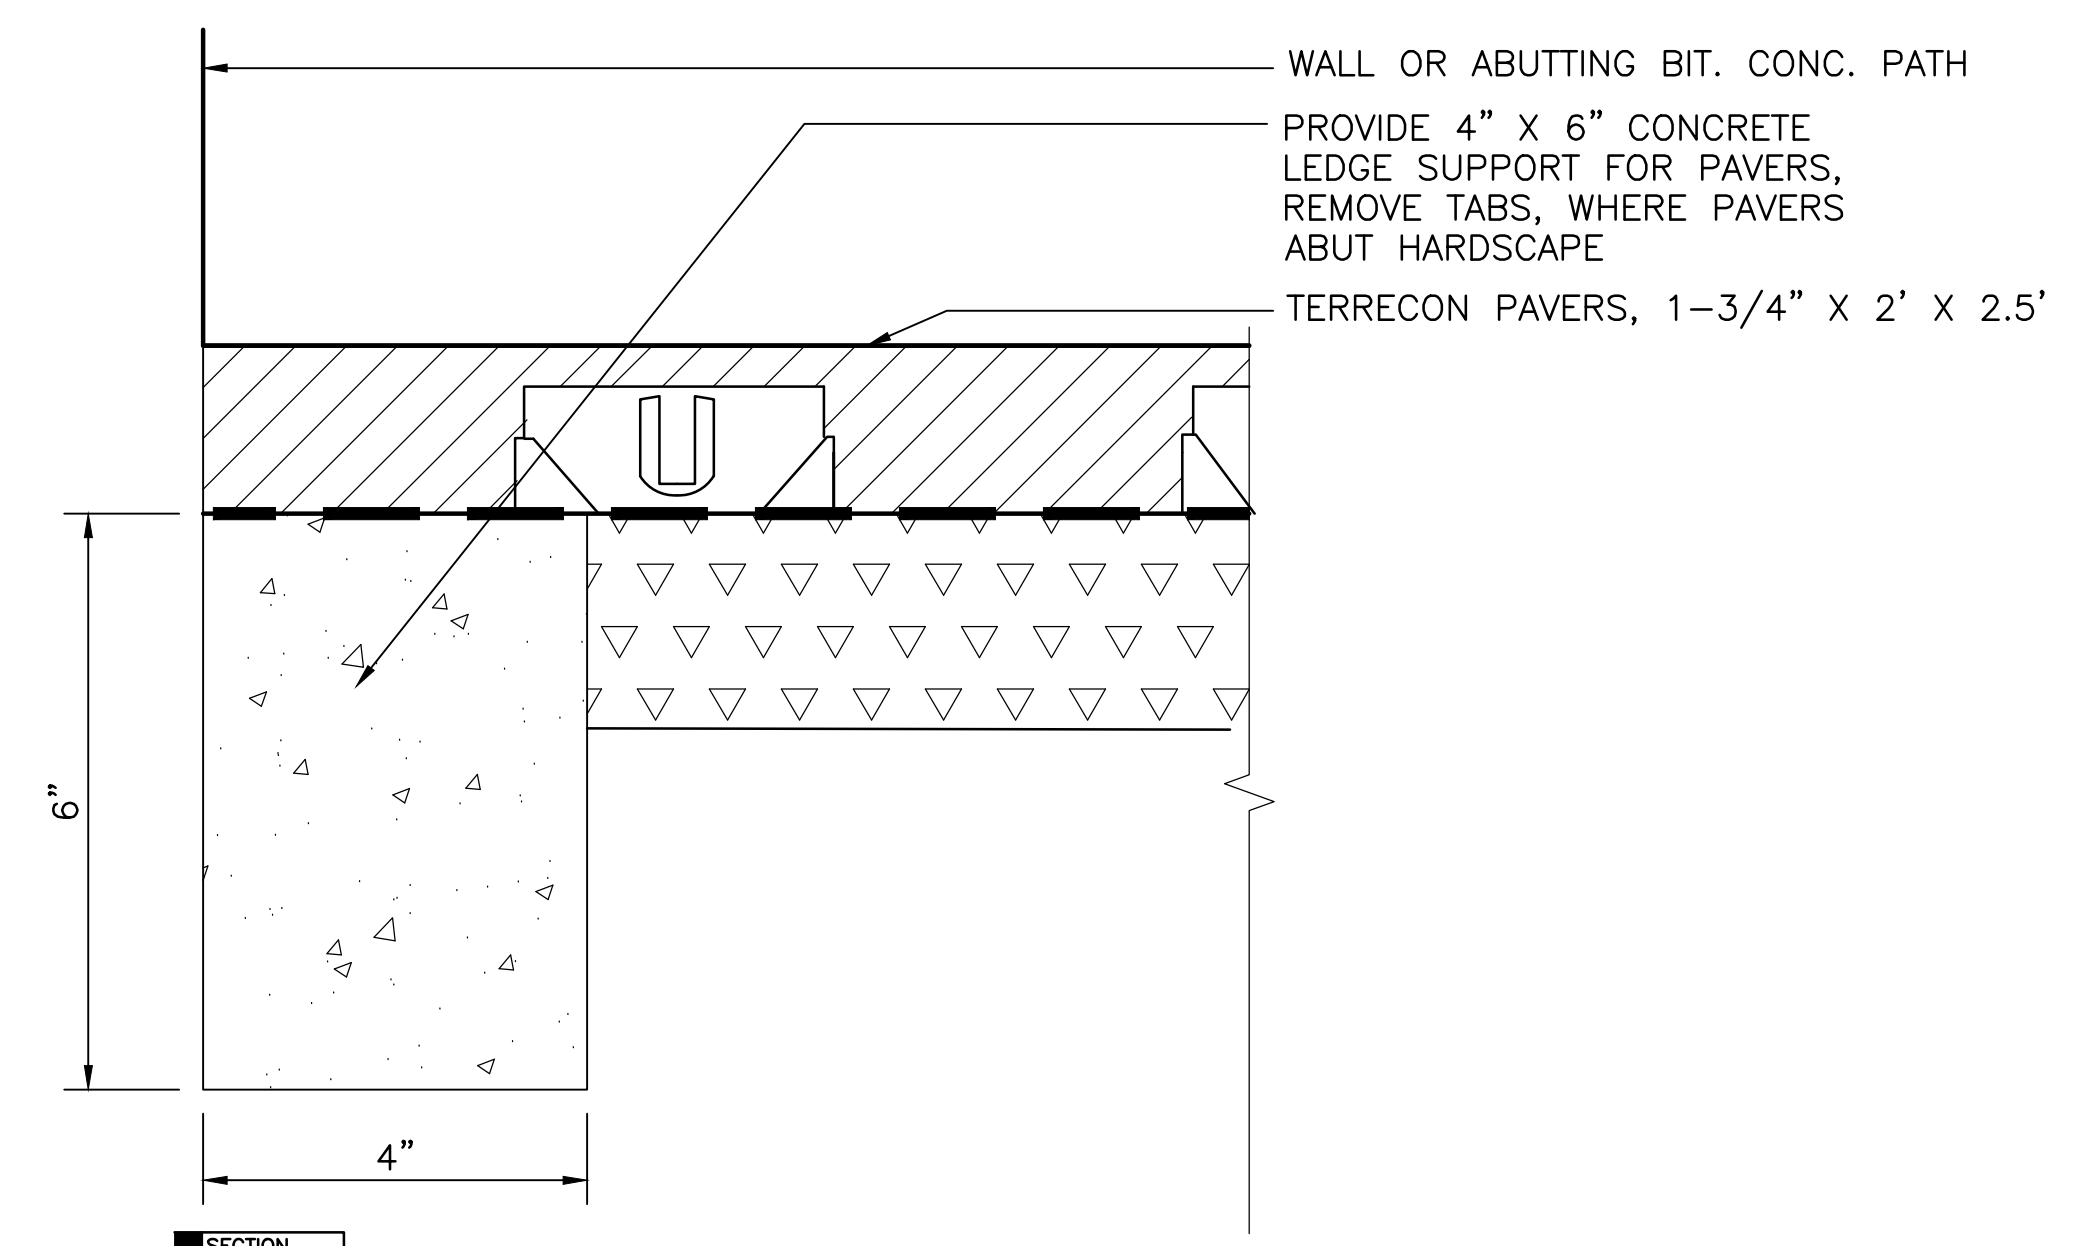 WALL OR ABUTTING BIT. CONC. PATH
PROVIDE 4” X 6” CONCRETE
LEDGE SUPPORT FOR PAVERS,
REMOVE TABS, WHERE PAVERS
ABUT HARDSCAPE
TERRECON PAVERS, 1–3/4” X 2’ X 2.5’
6”
4”
SECTION